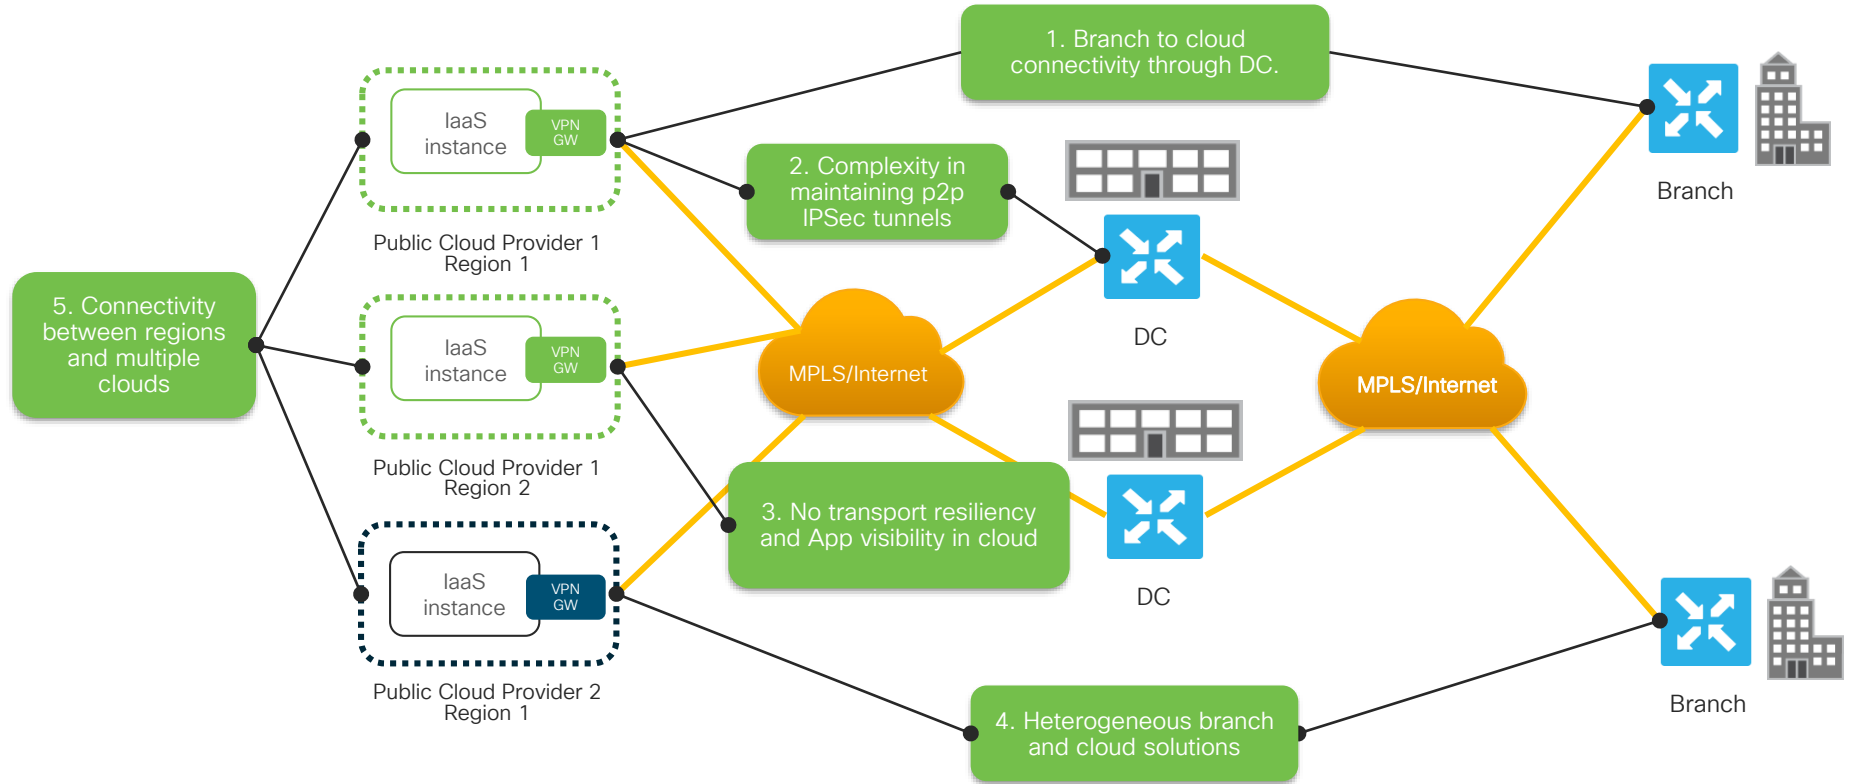 1. Branch to cloud
connectivity through DC.
IaaS
instance
VPN
GW
2. Complexity in
maintaining p2p
IPSec tunnels
Branch
Public Cloud Provider 1
Region 1
5. Connectivity
between regions
and multiple
clouds
IaaS
instance
VPN
GW
DC
MPLS/Internet
MPLS/Internet
Public Cloud Provider 1
Region 2
3. No transport resiliency
and App visibility in cloud
IaaS
instance
VPN
GW
DC
Public Cloud Provider 2
Region 1
Branch
4. Heterogeneous branch
and cloud solutions